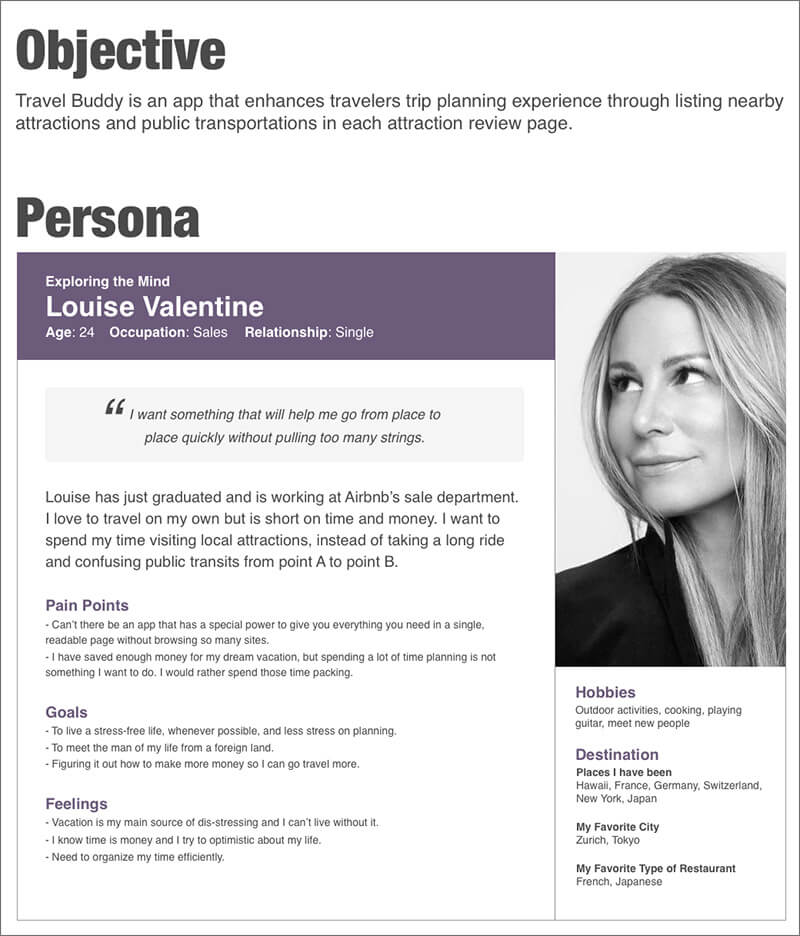 Objective
Travel Buddy is an app that enhances travelers trip planning experience through listing nearby
attractions and public transportations in each attraction review page.
Persona
Exploring the Mind
Louise Valentine
Age: 24 Occupation: Sales Relationship: Single
“ I want something that will help me go from place to
place quickly without pulling too many strings.
Louise has just graduated and is working at Airbnb's sale department.
I love to travel on my own but is short on time and money. I want to
spend my time visiting local attractions, instead of taking a long ride
and confusing public transits from point A to point B.
Pain Points
- Can't there be an app that has a special power to give you everything you need in a single,
readable page without browsing so many sites.
- I have saved enough money for my dream vacation, but spending a lot of time planning is not
something I want to do. I would rather spend those time packing.
Goals
- To live a stress-free life, whenever possible, and less stress on planning.
- To meet the man of my life from a foreign land.
- Figuring it out how to make more money so I can go travel more.
Feelings
- Vacation is my main source of dis-stressing and I can't live without it.
- I know time is money and I try to optimistic about my life.
- Need to organize my time efficiently.
Hobbies
Outdoor activities, cooking, playing
guitar, meet new people
Destination
Places I have been
Hawaii, France, Germany, Switzerland,
New York, Japan
My Favorite City
Zurich, Tokyo
My Favorite Type of Restaurant
French, Japanese